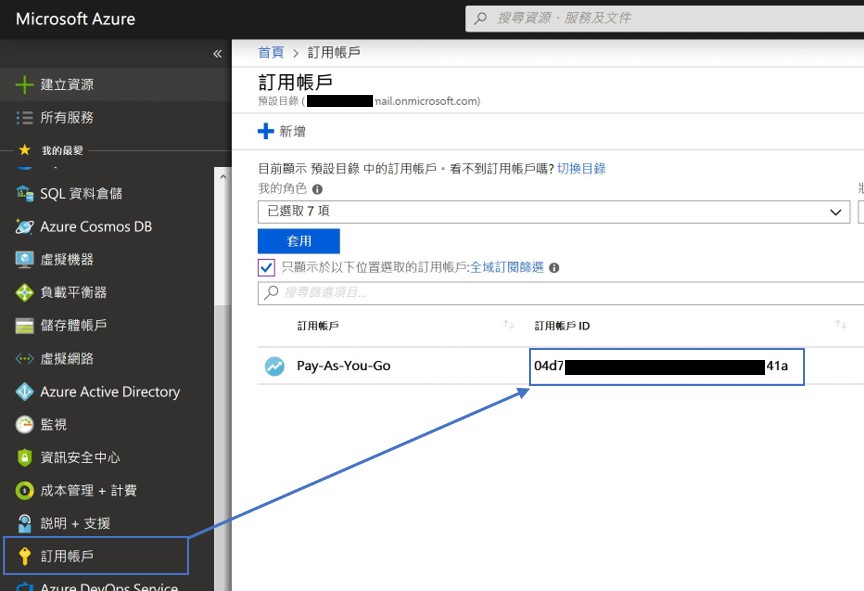 Microsoft Azure
搜尋資源、服務及文件
«
建立資源
所有服務
我的最愛
SQL 資料倉儲
Azure Cosmos DB
虛擬機器
負載平衡器
儲存體帳戶
虛擬網路
Azure Active Directory
監視
資訊安全中心
成本管理 + 計費
説明 + 支援
訂用帳戶
Azure DevOps Service
首頁 > 訂用帳戶
訂用帳戶
預設目錄 ( mail.onmicrosoft.com)
新增
目前顯示 預設目錄 中的訂用帳戶。看不到訂用帳戶嗎? 切換目錄
我的角色
已選取 7 項
套用
只顯示於以下位置選取的訂用帳戶:全域訂閱篩選
搜尋篩選項目...
訂用帳戶 訂用帳戶 ID
Pay-As-You-Go 04d7 41a